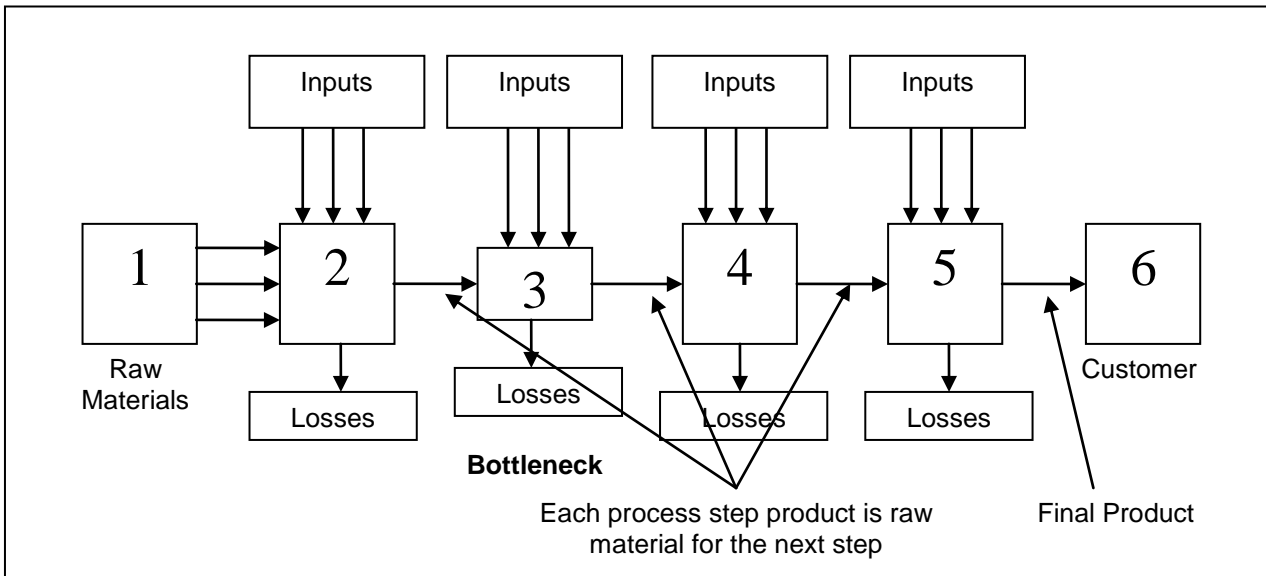 Inputs
Inputs
Inputs
Inputs
1
2
3
4
5
6
Raw
Materials
Customer
Losses
Losses
Losses
Losses
Bottleneck
Each process step product is raw
material for the next step
Final Product